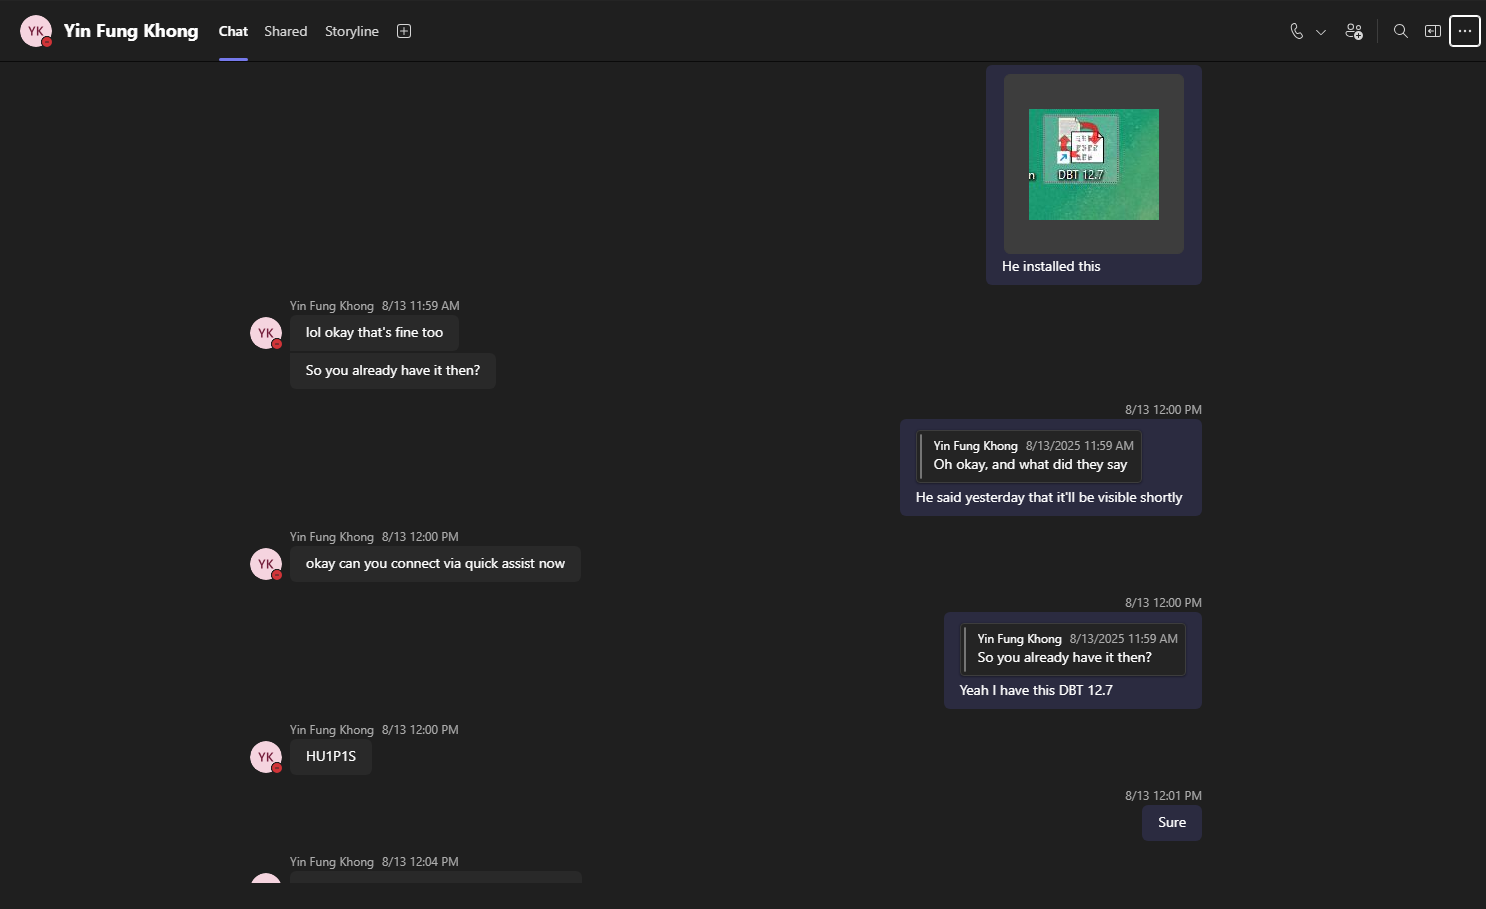 YK
Yin Fung Khong
Chat
Shared
Storyline
n
DBT 12.7
He installed this
Yin Fung Khong 8/13 11:59 AM
YK
lol okay that's fine too
So you already have it then?
8/13 12:00 PM
Yin Fung Khong 8/13/2025 11:59 AM
Oh okay, and what did they say
He said yesterday that it'll be visible shortly
Yin Fung Khong 8/13 12:00 PM
YK
okay can you connect via quick assist now
8/13 12:00 PM
Yin Fung Khong 8/13/2025 11:59 AM
So you already have it then?
Yeah I have this DBT 12.7
Yin Fung Khong 8/13 12:00 PM
YK
HU1P1S
8/13 12:01 PM
Sure
Yin Fung Khong 8/13 12:04 PM